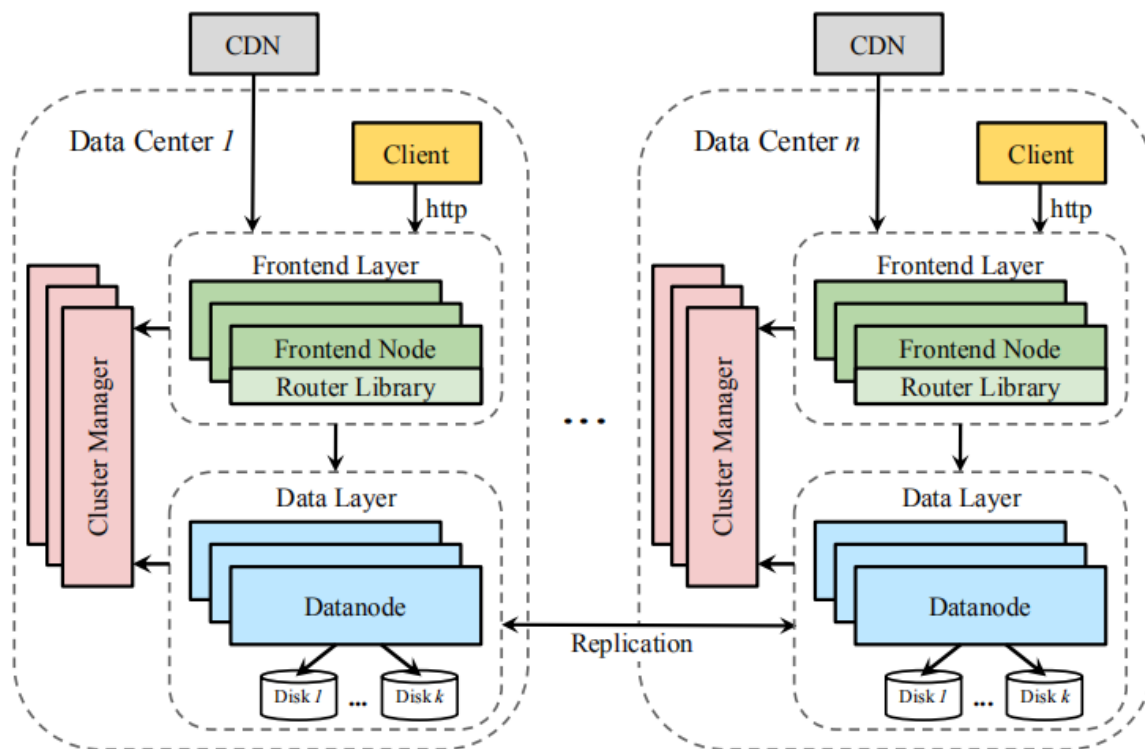 CDN
CDN
Data Center 1
Client
Data Center n
Client
http
http
Frontend Layer
Frontend Layer
Frontend Node
Frontend Node
Router Library
Router Library
Cluster Manager
Cluster Manager
...
Data Layer
Data Layer
Datanode
Datanode
Replication
Disk 1
...
Disk k
Disk 1
...
Disk k